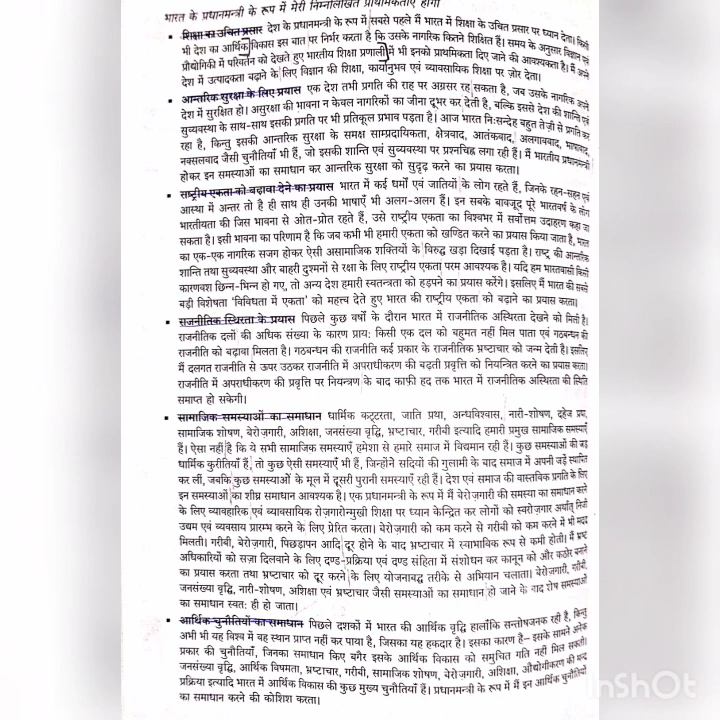 भारत के प्रधानमन्त्री के रूप में मेरी निम्नलिखित प्राथमिकताएँ होंगी
• शिक्षा का उचित प्रसार देश के प्रधानमन्त्री के रूप में सबसे पहले मैं भारत में शिक्षा के उचित प्रसार पर ध्यान देता। किसी
भी देश का आर्थिक विकास इस बात पर निर्भर करता है कि उसके नागरिक कितने शिक्षित हैं। समय के अनुसार विज्ञान एवं
प्रौद्योगिकी में परिवर्तन को देखते हुए भारतीय शिक्षा प्रणाली में भी इनको प्राथमिकता दिए जाने की आवश्यकता है। मैं अपने
देश में उत्पादकता बढ़ाने के लिए विज्ञान की शिक्षा, कार्यानुभव एवं व्यावसायिक शिक्षा पर ज़ोर देता।
• आन्तरिक सुरक्षा के लिए प्रयास एक देश तभी प्रगति की राह पर अग्रसर रह सकता है, जब उसके नागरिक अपने
देश में सुरक्षित हो। असुरक्षा की भावना न केवल नागरिकों का जीना दूभर कर देती है, बल्कि इससे देश की शान्ति एवं
सुव्यवस्था के साथ-साथ इसकी प्रगति पर भी प्रतिकूल प्रभाव पड़ता है। आज भारत निःसन्देह बहुत तेज़ी से प्रगति कर
रहा है, किन्तु इसकी आन्तरिक सुरक्षा के समक्ष साम्प्रदायिकता, क्षेत्रवाद, आतंकवाद, अलगाववाद, भाषावाद,
नक्सलवाद जैसी चुनौतियाँ भी हैं, जो इसकी शान्ति एवं सुव्यवस्था पर प्रश्नचिह्न लगा रही हैं। मैं भारतीय प्रधानमन्त्री
होकर इन समस्याओं का समाधान कर आन्तरिक सुरक्षा को सुदृढ़ करने का प्रयास करता।
• राष्ट्रीय एकता को बढ़ावा देने का प्रयास भारत में कई धर्मों एवं जातियों के लोग रहते हैं, जिनके रहन-सहन एवं
आस्था में अन्तर तो है ही साथ ही उनकी भाषाएँ भी अलग-अलग हैं। इन सबके बावजूद पूरे भारतवर्ष के लोग
भारतीयता की जिस भावना से ओत-प्रोत रहते हैं, उसे राष्ट्रीय एकता का विश्वभर में सर्वोत्तम उदाहरण कहा जा
सकता है। इसी भावना का परिणाम है कि जब कभी भी हमारी एकता को खण्डित करने का प्रयास किया जाता है, भारत
का एक-एक नागरिक सजग होकर ऐसी असामाजिक शक्तियों के विरुद्ध खड़ा दिखाई पड़ता है। राष्ट्र की आन्तरिक
शान्ति तथा सुव्यवस्था और बाहरी दुश्मनों से रक्षा के लिए राष्ट्रीय एकता परम आवश्यक है। यदि हम भारतवासी किसी
कारणवश छिन्न-भिन्न हो गए, तो अन्य देश हमारी स्वतन्त्रता को हड़पने का प्रयास करेंगे। इसलिए मैं भारत की सबसे
बड़ी विशेषता 'विविधता में एकता' को महत्त्व देते हुए भारत की राष्ट्रीय एकता को बढ़ाने का प्रयास करता।
• राजनीतिक स्थिरता के प्रयास पिछले कुछ वर्षों के दौरान भारत में राजनीतिक अस्थिरता देखने को मिली है।
राजनीतिक दलों की अधिक संख्या के कारण प्रायः किसी एक दल को बहुमत नहीं मिल पाता एवं गठबन्धन की
राजनीति को बढ़ावा मिलता है। गठबन्धन की राजनीति कई प्रकार के राजनीतिक भ्रष्टाचार को जन्म देती है। इसलिए
मैं दलगत राजनीति से ऊपर उठकर राजनीति में अपराधीकरण की बढ़ती प्रवृत्ति को नियन्त्रित करने का प्रयास करता।
राजनीति में अपराधीकरण की प्रवृत्ति पर नियन्त्रण के बाद काफ़ी हद तक भारत में राजनीतिक अस्थिरता की स्थिति
समाप्त हो सकेगी।
• सामाजिक समस्याओं का समाधान धार्मिक कट्टरता, जाति प्रथा, अन्धविश्वास, नारी-शोषण, दहेज प्रथा,
सामाजिक शोषण, बेरोज़गारी, अशिक्षा, जनसंख्या वृद्धि, भ्रष्टाचार, गरीबी इत्यादि हमारी प्रमुख सामाजिक समस्याएँ
हैं। ऐसा नहीं है कि ये सभी सामाजिक समस्याएँ हमेशा से हमारे समाज में विद्यमान रही हैं। कुछ समस्याओं की जड़
धार्मिक कुरीतियाँ हैं, तो कुछ ऐसी समस्याएँ भी हैं, जिन्होंने सदियों की गुलामी के बाद समाज में अपनी जड़ें स्थापित
कर लीं, जबकि कुछ समस्याओं के मूल में दूसरी पुरानी समस्याएँ रही हैं। देश एवं समाज की वास्तविक प्रगति के लिए
इन समस्याओं का शीघ्र समाधान आवश्यक है। एक प्रधानमन्त्री के रूप में मैं बेरोज़गारी की समस्या का समाधान करने
के लिए व्यावहारिक एवं व्यावसायिक रोज़गारोन्मुखी शिक्षा पर ध्यान केन्द्रित कर लोगों को स्वरोज़गार अर्थात् निजी
उद्यम एवं व्यवसाय प्रारम्भ करने के लिए प्रेरित करता। बेरोज़गारी को कम करने से गरीबी को कम करने में भी मदद
मिलती। गरीबी, बेरोज़गारी, पिछड़ापन आदि दूर होने के बाद भ्रष्टाचार में स्वाभाविक रूप से कमी होती। मैं भ्रष्ट
अधिकारियों को सज़ा दिलवाने के लिए दण्ड-प्रक्रिया एवं दण्ड संहिता में संशोधन कर कानून को और कठोर बनाने
का प्रयास करता तथा भ्रष्टाचार को दूर करने के लिए योजनाबद्ध तरीके से अभियान चलाता। बेरोज़गारी, गरीबी,
जनसंख्या वृद्धि, नारी-शोषण, अशिक्षा एवं भ्रष्टाचार जैसी समस्याओं का समाधान हो जाने के बाद शेष समस्याओं
का समाधान स्वतः ही हो जाता।
• आर्थिक चुनौतियों का समाधान पिछले दशकों में भारत की आर्थिक वृद्धि हालाँकि सन्तोषजनक रही है, किन्तु
अभी भी यह विश्व में वह स्थान प्राप्त नहीं कर पाया है, जिसका यह हकदार है। इसका कारण है– इसके सामने अनेक
प्रकार की चुनौतियाँ, जिनका समाधान किए बगैर इसके आर्थिक विकास को समुचित गति नहीं मिल सकती।
जनसंख्या वृद्धि, आर्थिक विषमता, भ्रष्टाचार, गरीबी, सामाजिक शोषण, बेरोज़गारी, अशिक्षा, औद्योगीकरण की मन्द
प्रक्रिया इत्यादि भारत में आर्थिक विकास की कुछ मुख्य चुनौतियाँ हैं। प्रधानमन्त्री के रूप में मैं इन आर्थिक चुनौतियों
का समाधान करने की कोशिश करता।
InShOt